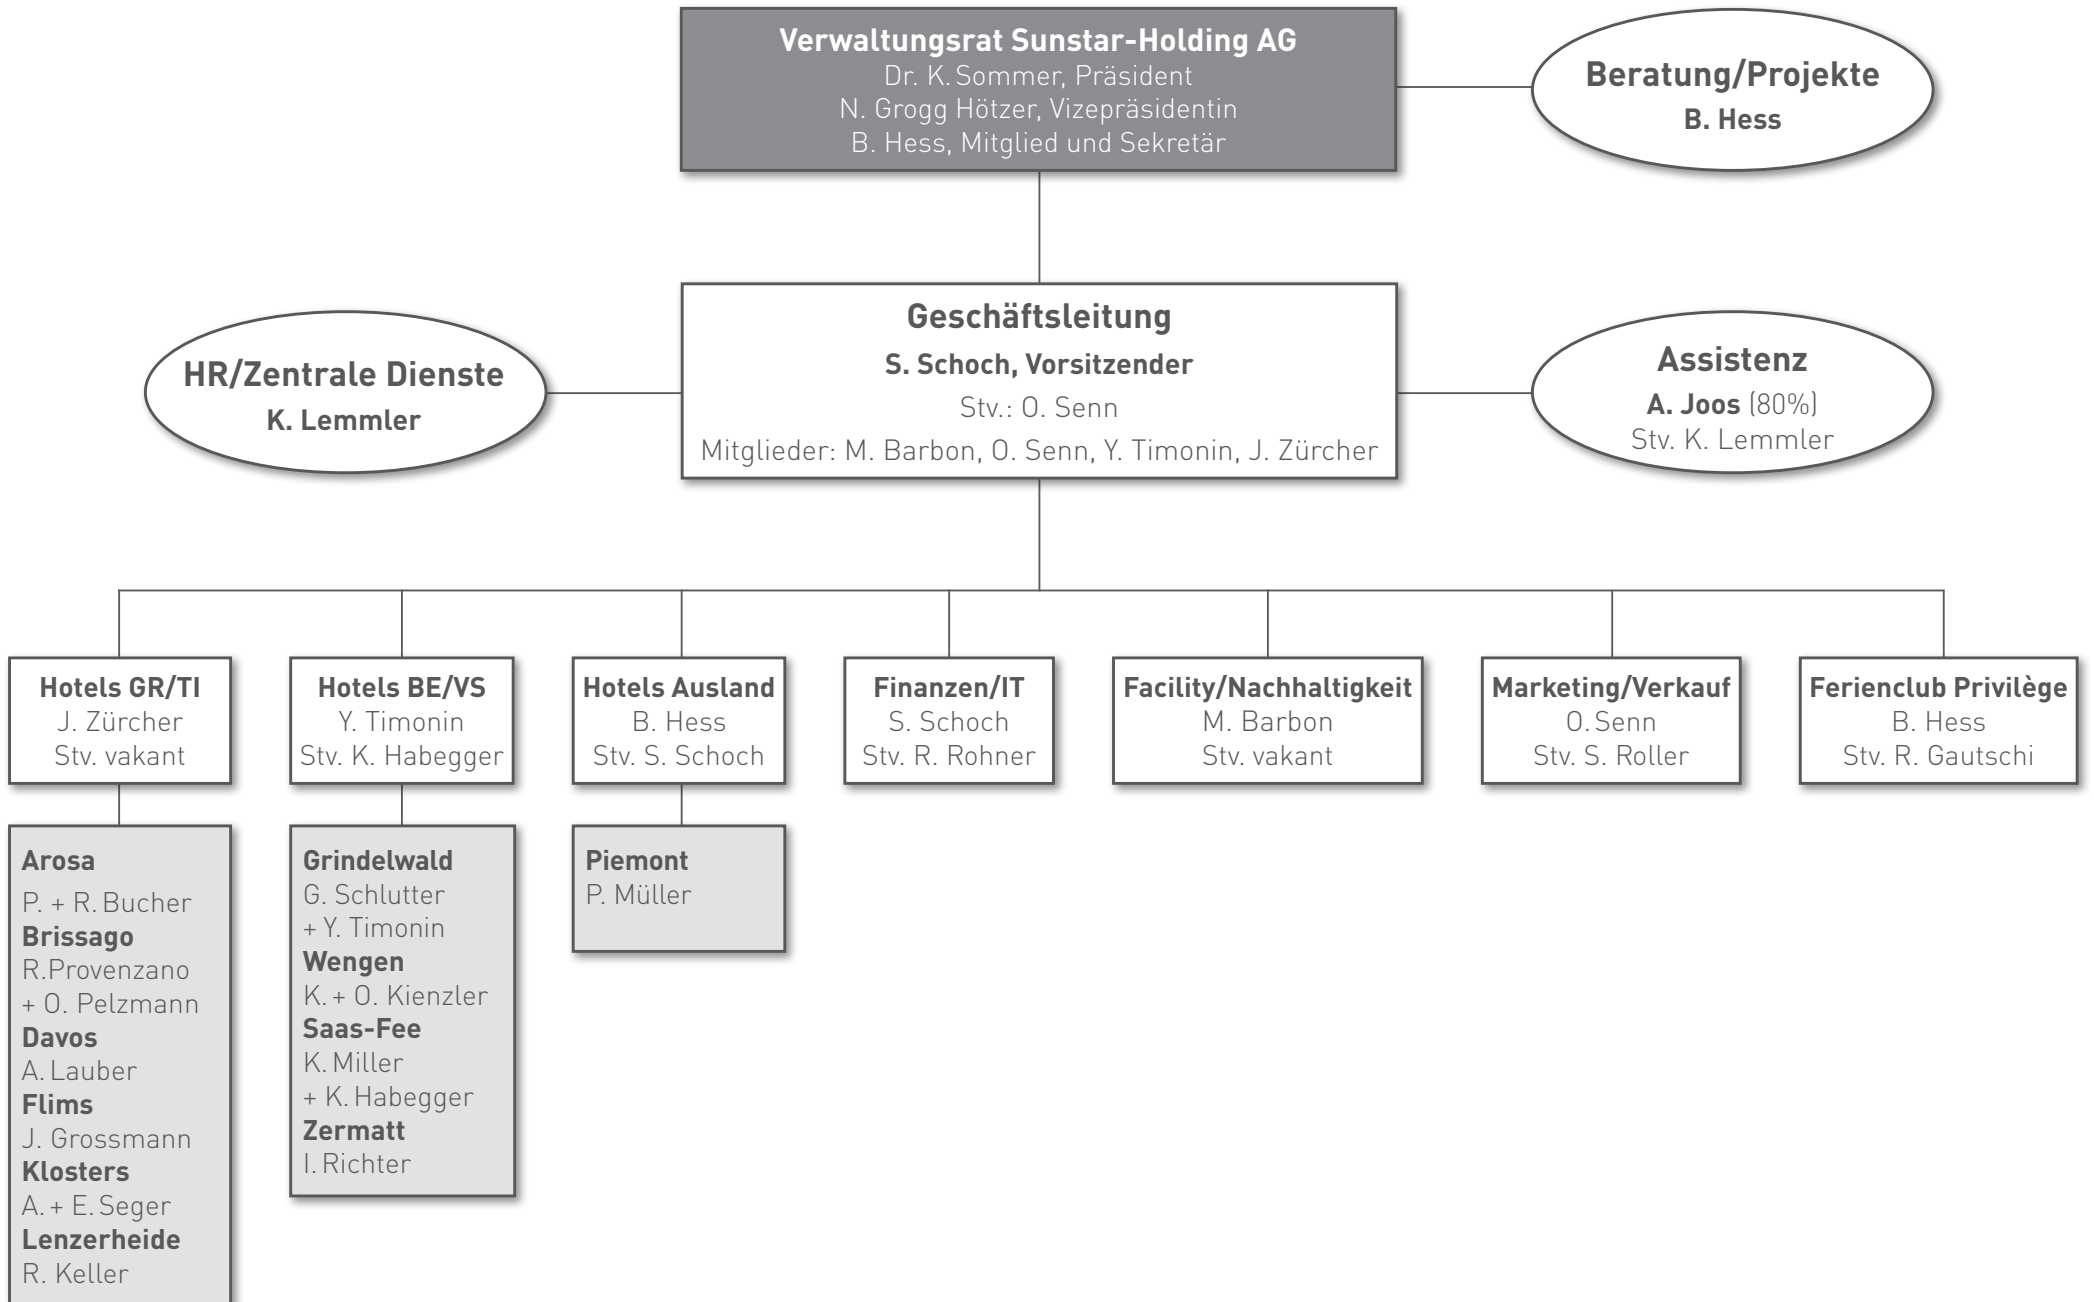 Verwaltungsrat Sunstar-Holding AG
Dr. K. Sommer, Präsident
N. Grogg Hötzer, Vizepräsidentin
B. Hess, Mitglied und Sekretär
Beratung/Projekte
B. Hess
HR/Zentrale Dienste
K. Lemmler
Geschäftsleitung
S. Schoch, Vorsitzender
Stv.: O. Senn
Mitglieder: M. Barbon, O. Senn, Y. Timonin, J. Zürcher
Assistenz
A. Joos (80%)
Stv. K. Lemmler
Hotels GR/TI
J. Zürcher
Stv. vakant
Hotels BE/VS
Y. Timonin
Stv. K. Habegger
Hotels Ausland
B. Hess
Stv. S. Schoch
Finanzen/IT
S. Schoch
Stv. R. Rohner
Facility/Nachhaltigkeit
M. Barbon
Stv. vakant
Marketing/Verkauf
O. Senn
Stv. S. Roller
Ferienclub Privilège
B. Hess
Stv. R. Gautschi
Arosa
P. + R. Bucher
Brissago
R.Provenzano
+ O. Pelzmann
Davos
A. Lauber
Flims
J. Grossmann
Klosters
A. + E. Seger
Lenzerheide
R. Keller
Grindelwald
G. Schlutter
+ Y. Timonin
Wengen
K. + O. Kienzler
Saas-Fee
K. Miller
+ K. Habegger
Zermatt
I. Richter
Piemont
P. Müller